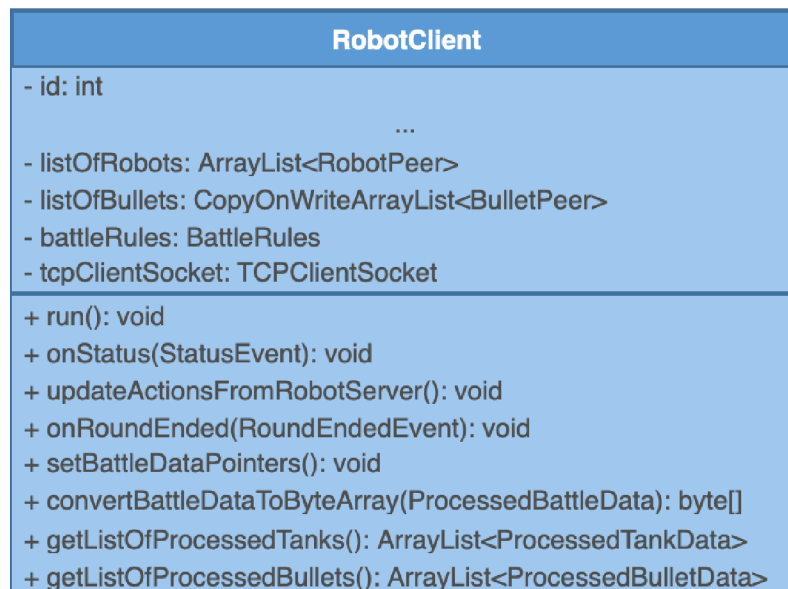 RobotClient
- id: int
...
- listOfRobots: ArrayList<RobotPeer>
- listOfBullets: CopyOnWriteArrayList<BulletPeer>
- battleRules: BattleRules
- tcpClientSocket: TCPClientSocket
+ run(): void
+ onStatus(StatusEvent): void
+ updateActionsFromRobotServer(): void
+ onRoundEnded(RoundEndedEvent): void
+ setBattleDataPointers(): void
+ convertBattleDataToByteArray(ProcessedBattleData): byte[]
+ getListOfProcessedTanks(): ArrayList<ProcessedTankData>
+ getListOfProcessedBullets(): ArrayList<ProcessedBulletData>